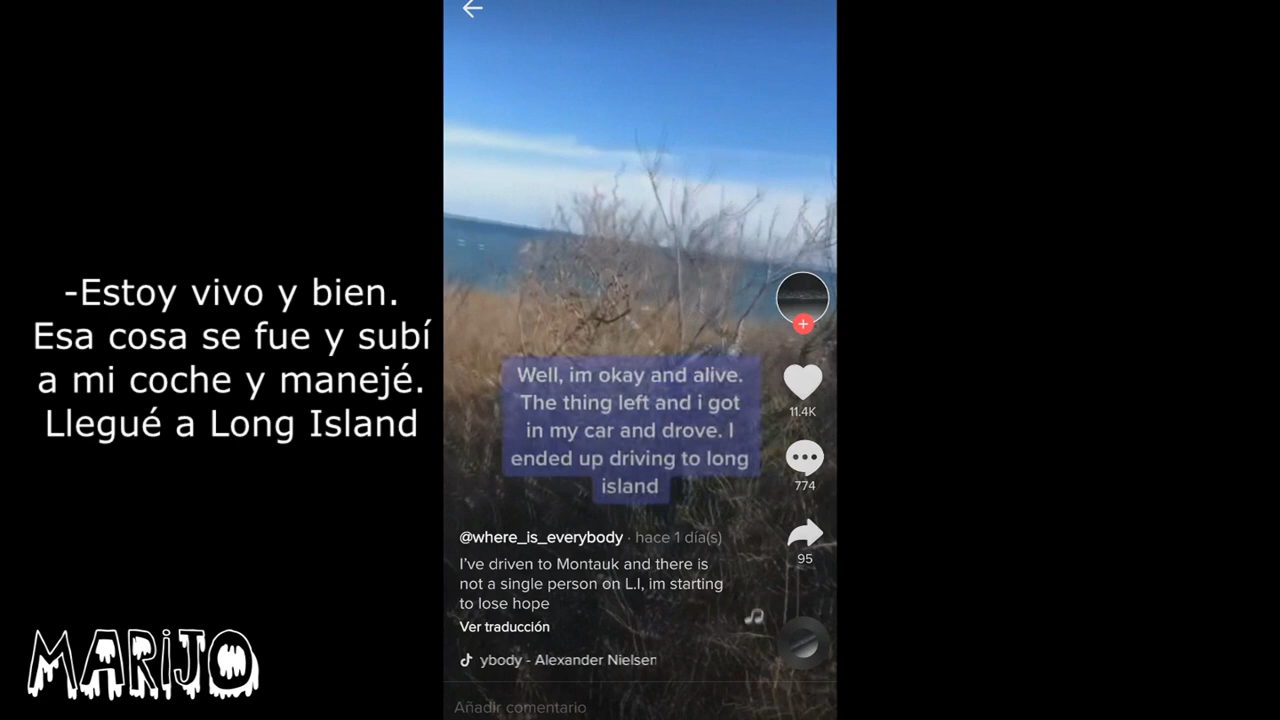 -Estoy vivo y bien.
Esa cosa se fue y subí
a mi coche y manejé.
Llegué a Long Island
MARIJO
Well, im okay and alive.
The thing left and i got
in my car and drove. I
ended up driving to long
island
11.4K
774
95
@where_is_everybody · hace 1 día(s)
I've driven to Montauk and there is
not a single person on L.I, im starting
to lose hope
Ver traducción
ybody - Alexander Nielsen
Añadir comentario